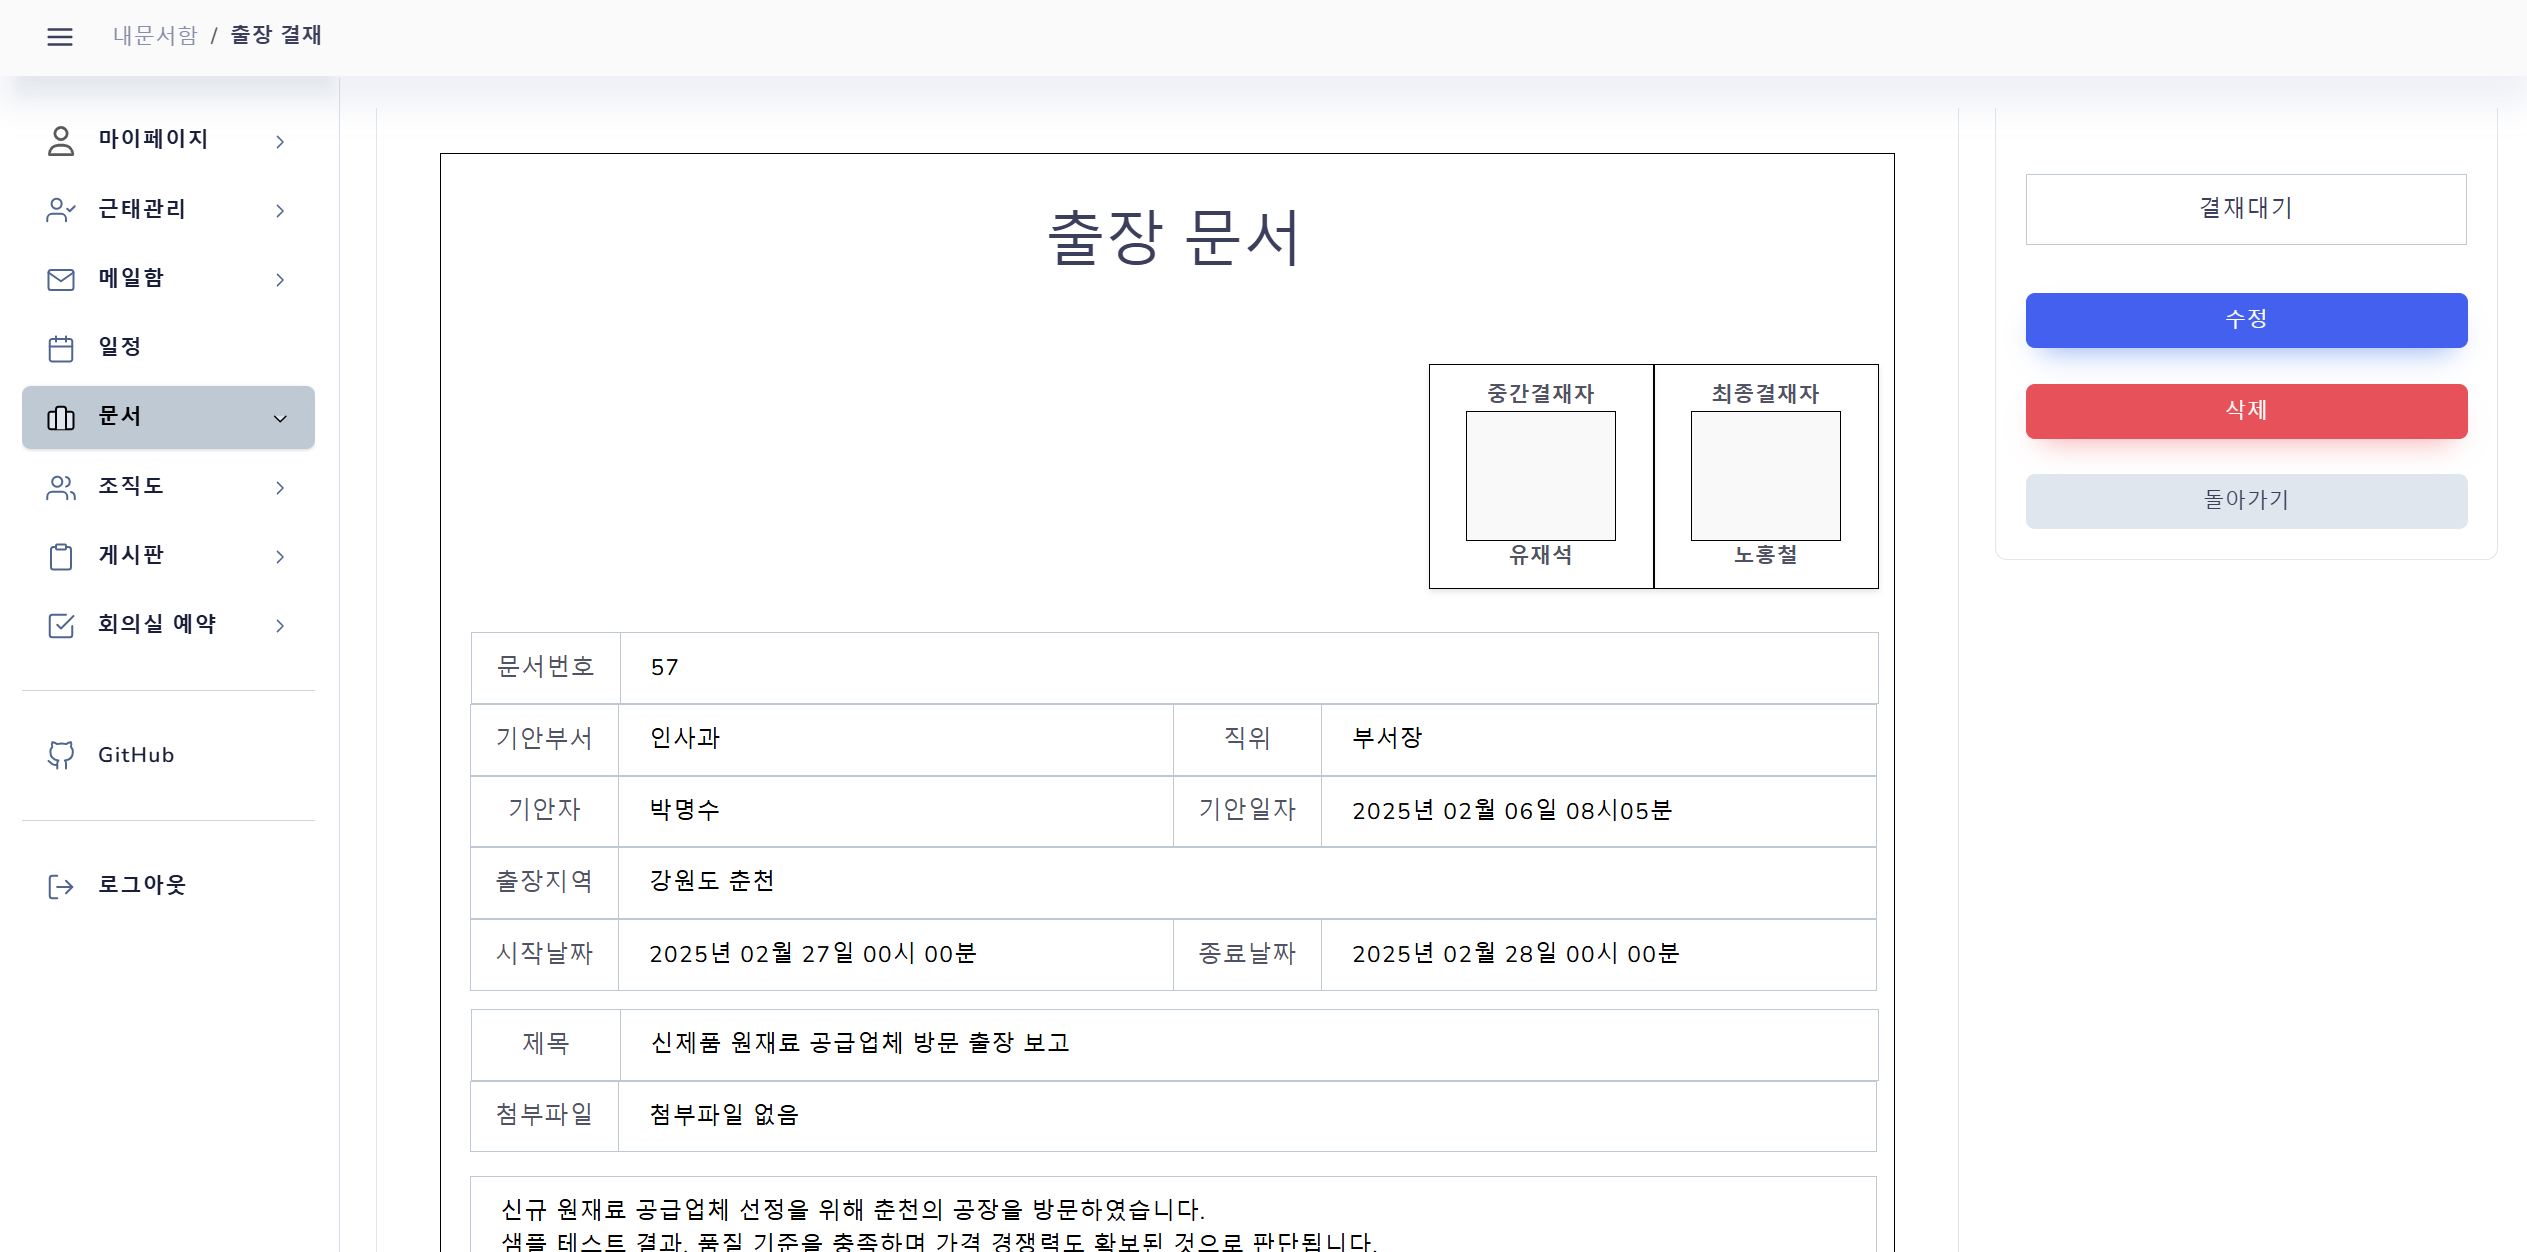 내문서함 / 출장 결재
마이페이지
근태관리
메일함
일정
문서
조직도
게시판
회의실 예약
GitHub
로그아웃
출장 문서
중간결재자 최종결재자
유재석 노홍철
문서번호 57
기안부서 인사과 직위 부서장
기안자 박명수 기안일자 2025년 02월 06일 08시05분
출장지역 강원도 춘천
시작날짜 2025년 02월 27일 00시 00분 종료날짜 2025년 02월 28일 00시 00분
제목 신제품 원재료 공급업체 방문 출장 보고
첨부파일 첨부파일 없음
신규 원재료 공급업체 선정을 위해 춘천의 공장을 방문하였습니다.
샘플 테스트 결과, 품질 기준을 충족하며 가격 경쟁력도 확보된 것으로 판단됩니다.
결재대기
수정
삭제
돌아가기